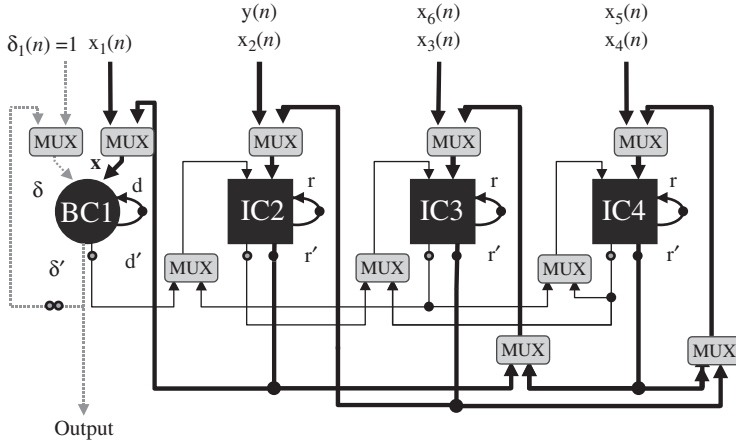 y(n) x₆(n) x₅(n)
δ₁(n) =1 x₁(n) x₂(n) x₃(n) x₄(n)
MUX MUX MUX MUX MUX
x
δ d r r r
BC1 IC2 IC3 IC4
δ′ d′ r′ r′ r′
MUX MUX MUX
MUX MUX
Output